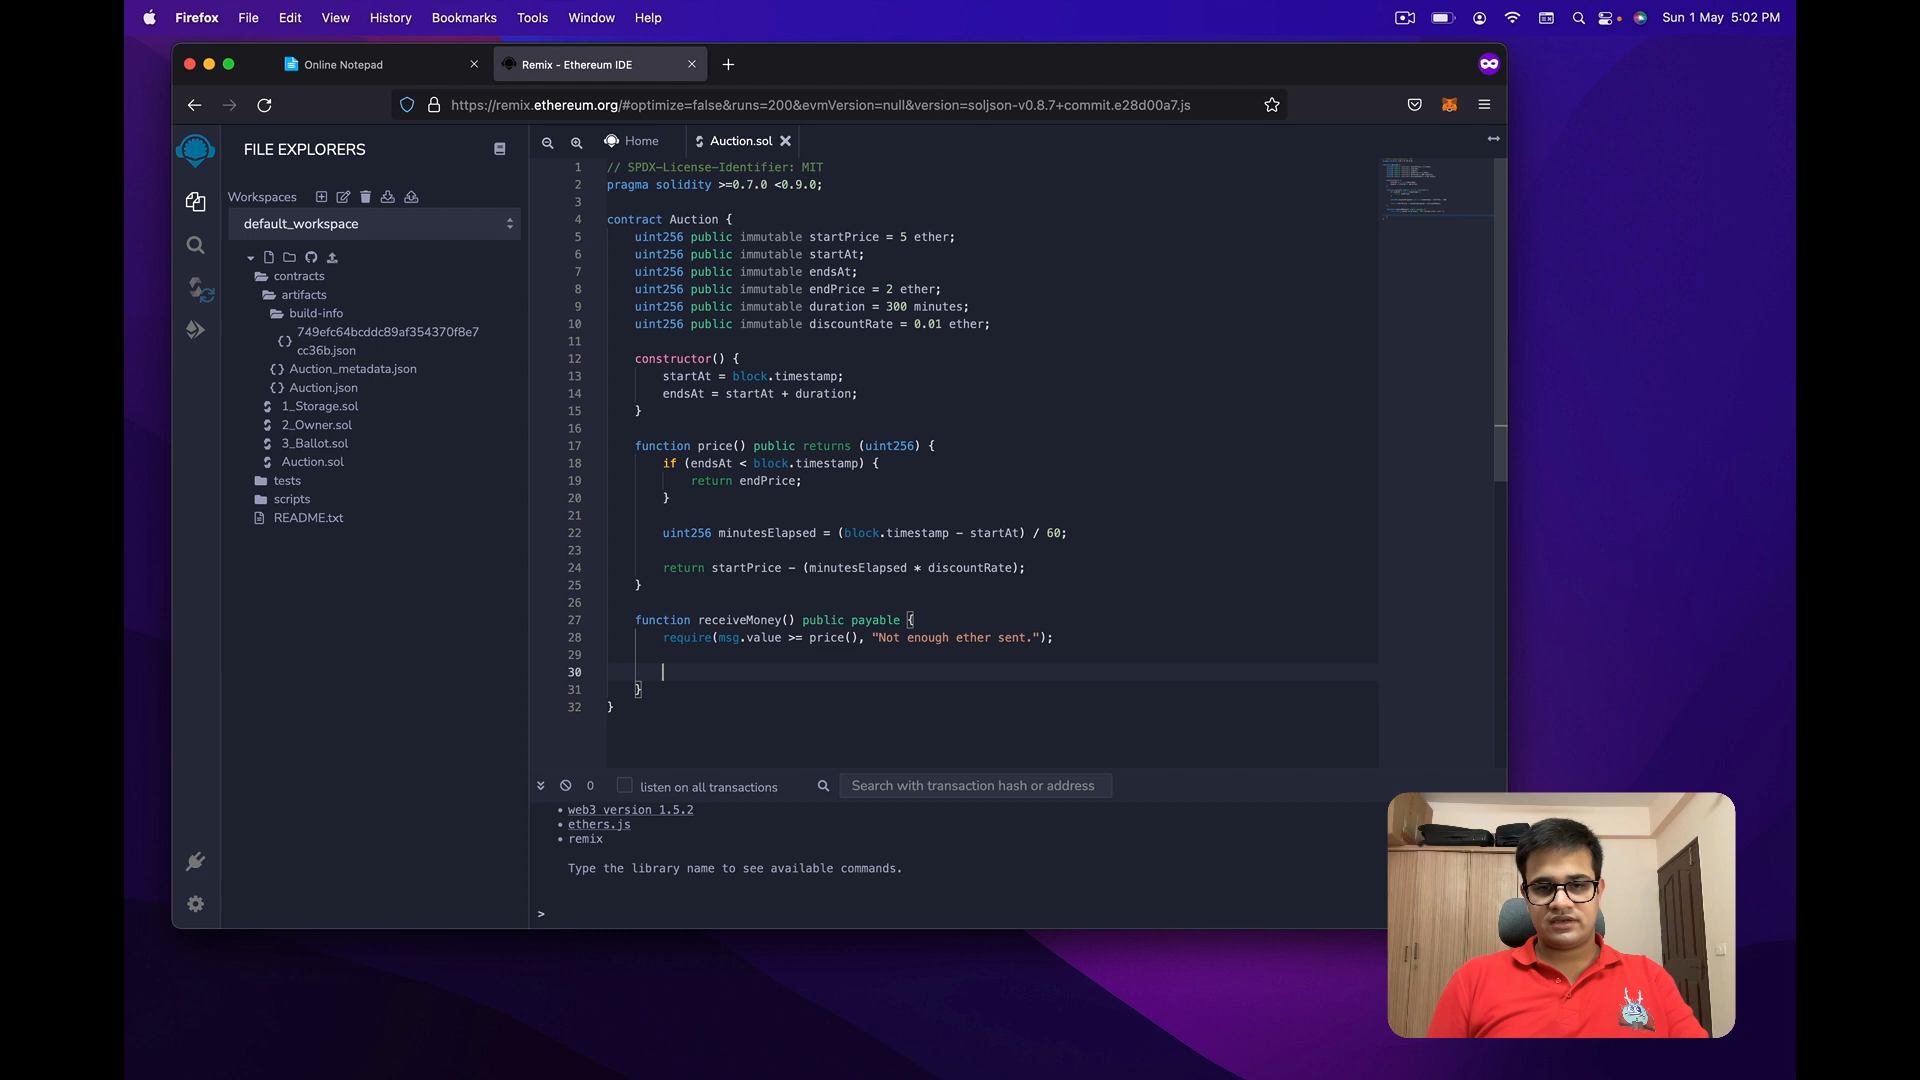 Firefox File Edit View History Bookmarks Tools Window Help Sun 1 May 5:02 PM
Online Notepad Remix - Ethereum IDE
https://remix.ethereum.org/#optimize=false&runs=200&evmVersion=null&version=soljson-v0.8.7+commit.e28d00a7.js
FILE EXPLORERS
Workspaces
default_workspace
contracts
artifacts
build-info
749efc64bcddc89af354370f8e7
cc36b.json
Auction_metadata.json
Auction.json
1_Storage.sol
2_Owner.sol
3_Ballot.sol
Auction.sol
tests
scripts
README.txt
Home Auction.sol
1 // SPDX-License-Identifier: MIT
2 pragma solidity >=0.7.0 <0.9.0;
3
4 contract Auction {
5 uint256 public immutable startPrice = 5 ether;
6 uint256 public immutable startAt;
7 uint256 public immutable endsAt;
8 uint256 public immutable endPrice = 2 ether;
9 uint256 public immutable duration = 300 minutes;
10 uint256 public immutable discountRate = 0.01 ether;
11
12 constructor() {
13 startAt = block.timestamp;
14 endsAt = startAt + duration;
15 }
16
17 function price() public returns (uint256) {
18 if (endsAt < block.timestamp) {
19 return endPrice;
20 }
21
22 uint256 minutesElapsed = (block.timestamp - startAt) / 60;
23
24 return startPrice - (minutesElapsed * discountRate);
25 }
26
27 function receiveMoney() public payable {
28 require(msg.value >= price(), "Not enough ether sent.");
29
30
31 }
32 }
0 listen on all transactions Search with transaction hash or address
• web3 version 1.5.2
• ethers.js
• remix
Type the library name to see available commands.
>